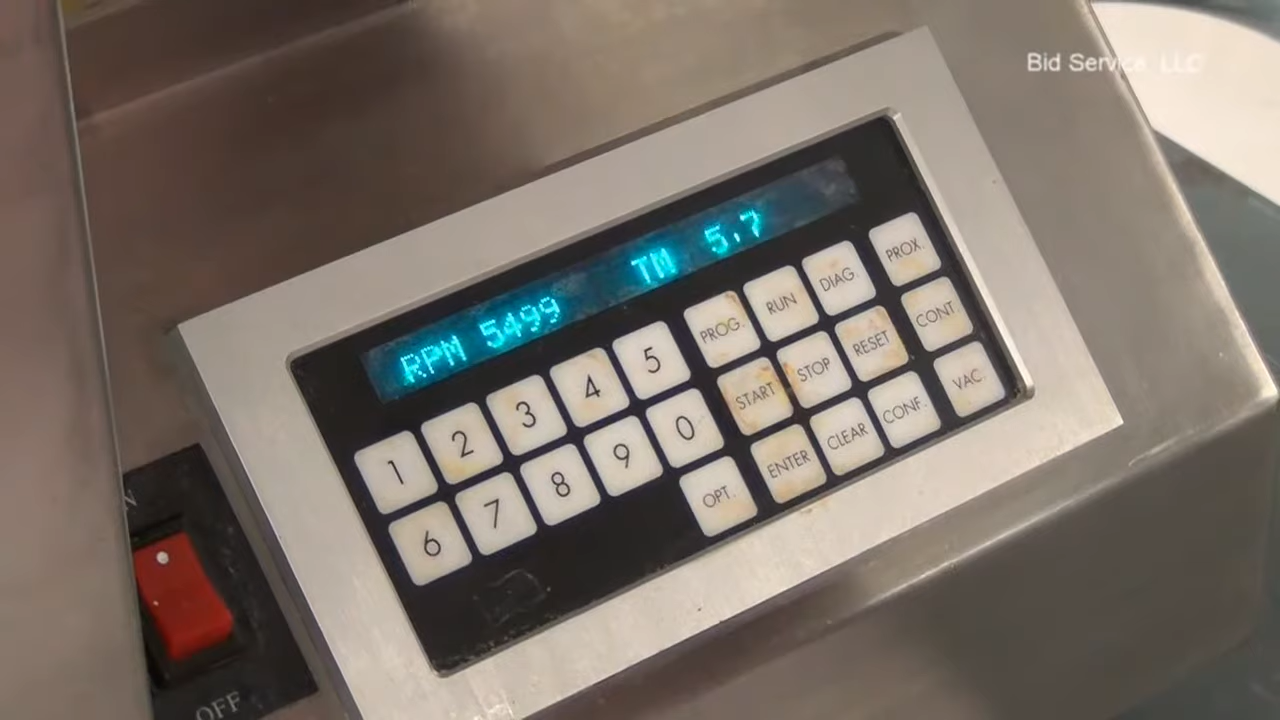 Bid Service LLC
RPM 5499 TM 5.7
1 2 3 4 5 PROG. RUN DIAG. PROX.
6 7 8 9 0 START STOP RESET CONT
OPT. ENTER CLEAR CONF. VAC.
OFF